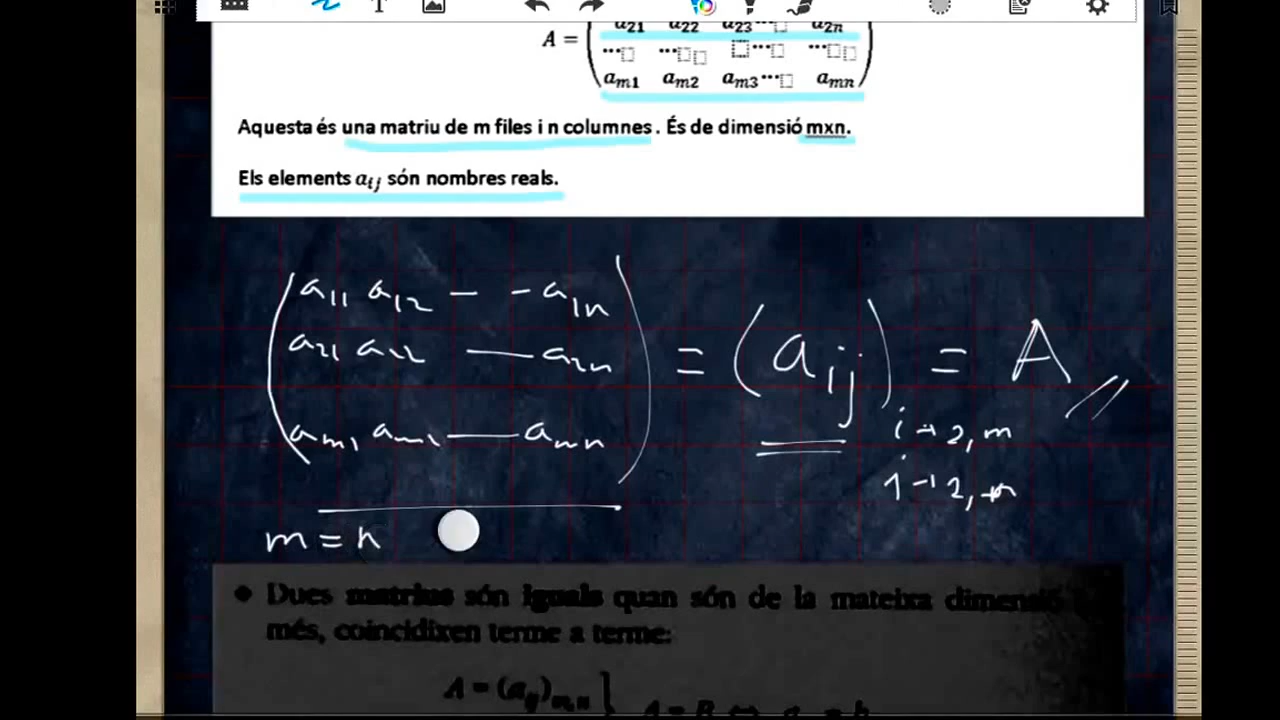 a21 a22 a23 ⋯ a2n
A =
⋯ ⋯ ⋯ ⋯
am1 am2 am3 ⋯ amn
Aquesta és una matriu de m files i n columnes . És de dimensió mxn.
Els elements aij són nombres reals.
a11 a12 - - a1n
a21 a22 — a2n = (aij) = A
am1 am2 — amn
i → 2, m
j → 2, n
m = n
• Dues matrius són iguals quan són de la mateixa dimensió
més, coincidixen terme a terme:
A = (aij)m,n